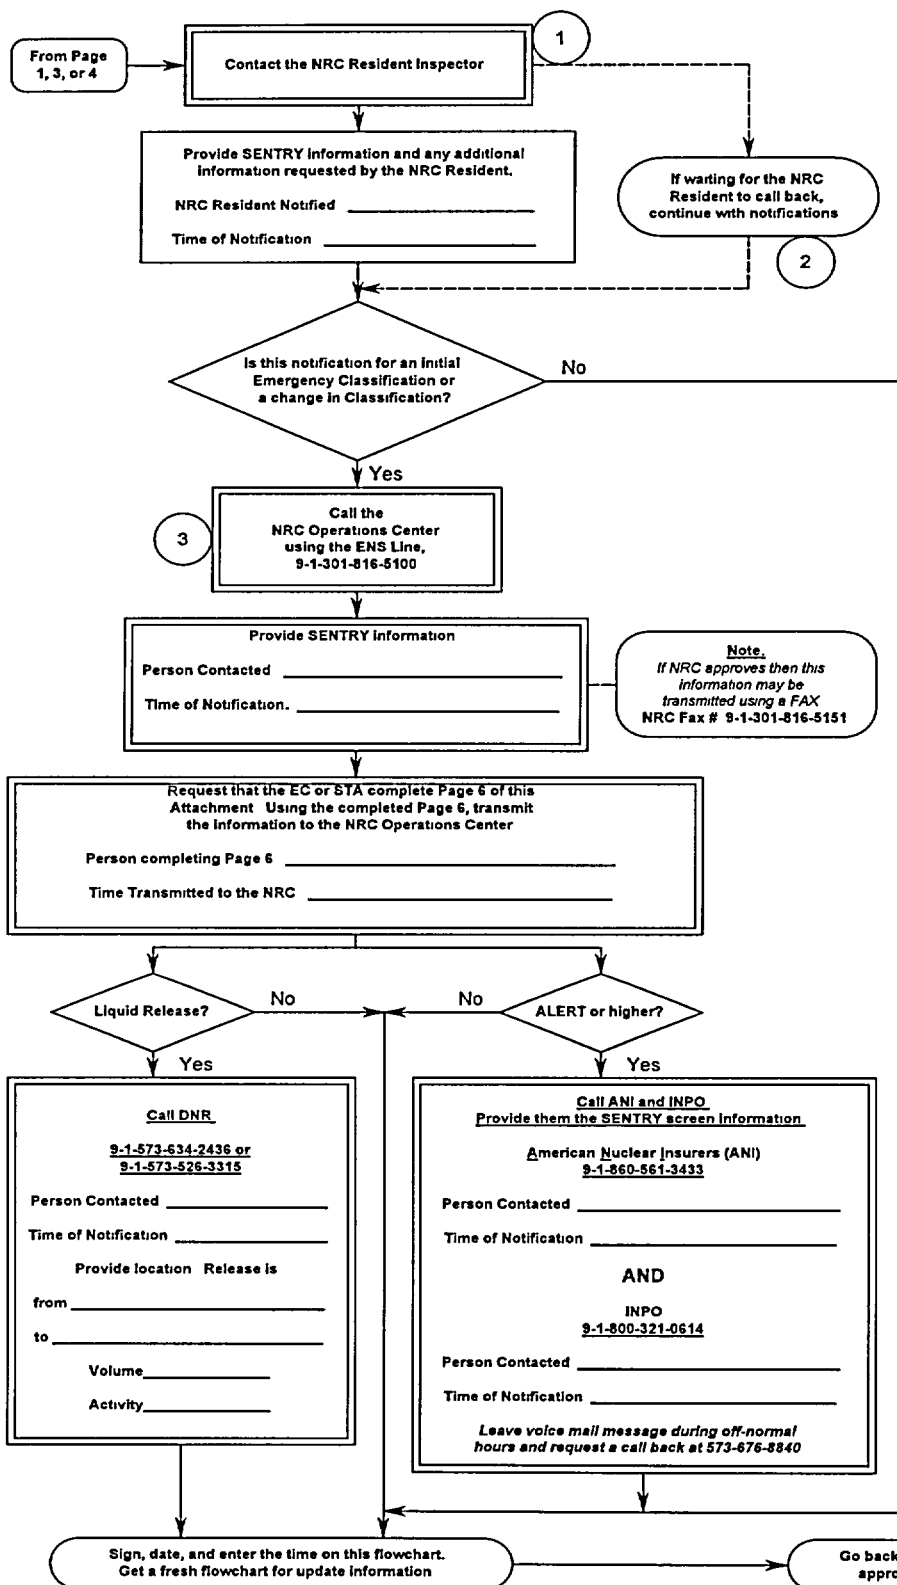 From Page
1, 3, or 4
Contact the NRC Resident Inspector
1
Provide SENTRY information and any additional
information requested by the NRC Resident.
NRC Resident Notified
Time of Notification
If waiting for the NRC
Resident to call back,
continue with notifications
2
Is this notification for an initial
Emergency Classification or
a change in Classification?
No
Yes
3
Call the
NRC Operations Center
using the ENS Line,
9-1-301-816-5100
Provide SENTRY information
Person Contacted
Time of Notification.
Note.
If NRC approves then this
information may be
transmitted using a FAX
NRC Fax # 9-1-301-816-5151
Request that the EC or STA complete Page 6 of this
Attachment Using the completed Page 6, transmit
the information to the NRC Operations Center
Person completing Page 6
Time Transmitted to the NRC
Liquid Release?
No
Yes
No
ALERT or higher?
Yes
Call DNR
9-1-573-634-2436 or
9-1-573-526-3315
Person Contacted
Time of Notification
Provide location Release is
from
to
Volume
Activity
Call ANI and INPO
Provide them the SENTRY screen information
American Nuclear Insurers (ANI)
9-1-860-561-3433
Person Contacted
Time of Notification
AND
INPO
9-1-800-321-0614
Person Contacted
Time of Notification
Leave voice mail message during off-normal
hours and request a call back at 573-676-8840
Sign, date, and enter the time on this flowchart.
Get a fresh flowchart for update information
Go back
appro